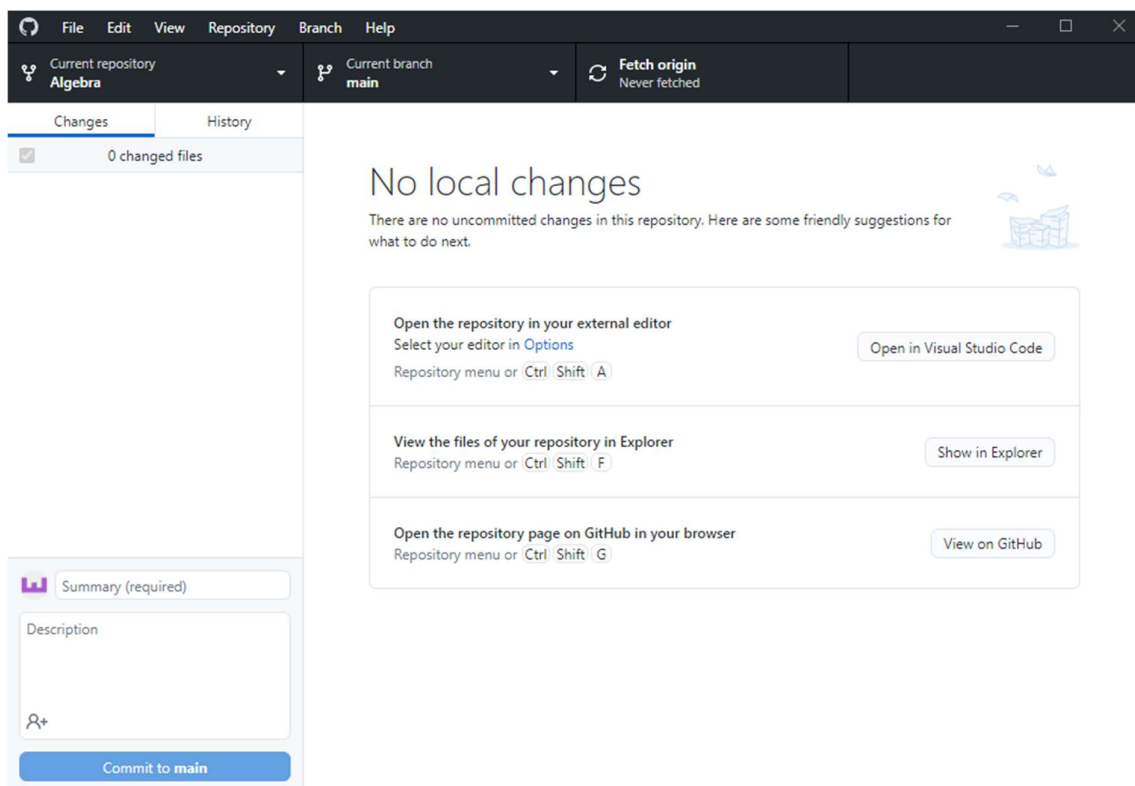 File Edit View Repository Branch Help
Current repository
Algebra
Current branch
main
Fetch origin
Never fetched
Changes History
0 changed files
No local changes
There are no uncommitted changes in this repository. Here are some friendly suggestions for
what to do next.
Open the repository in your external editor
Select your editor in Options
Repository menu or Ctrl Shift A
Open in Visual Studio Code
View the files of your repository in Explorer
Repository menu or Ctrl Shift F
Show in Explorer
Open the repository page on GitHub in your browser
Repository menu or Ctrl Shift G
View on GitHub
Summary (required)
Description
Commit to main